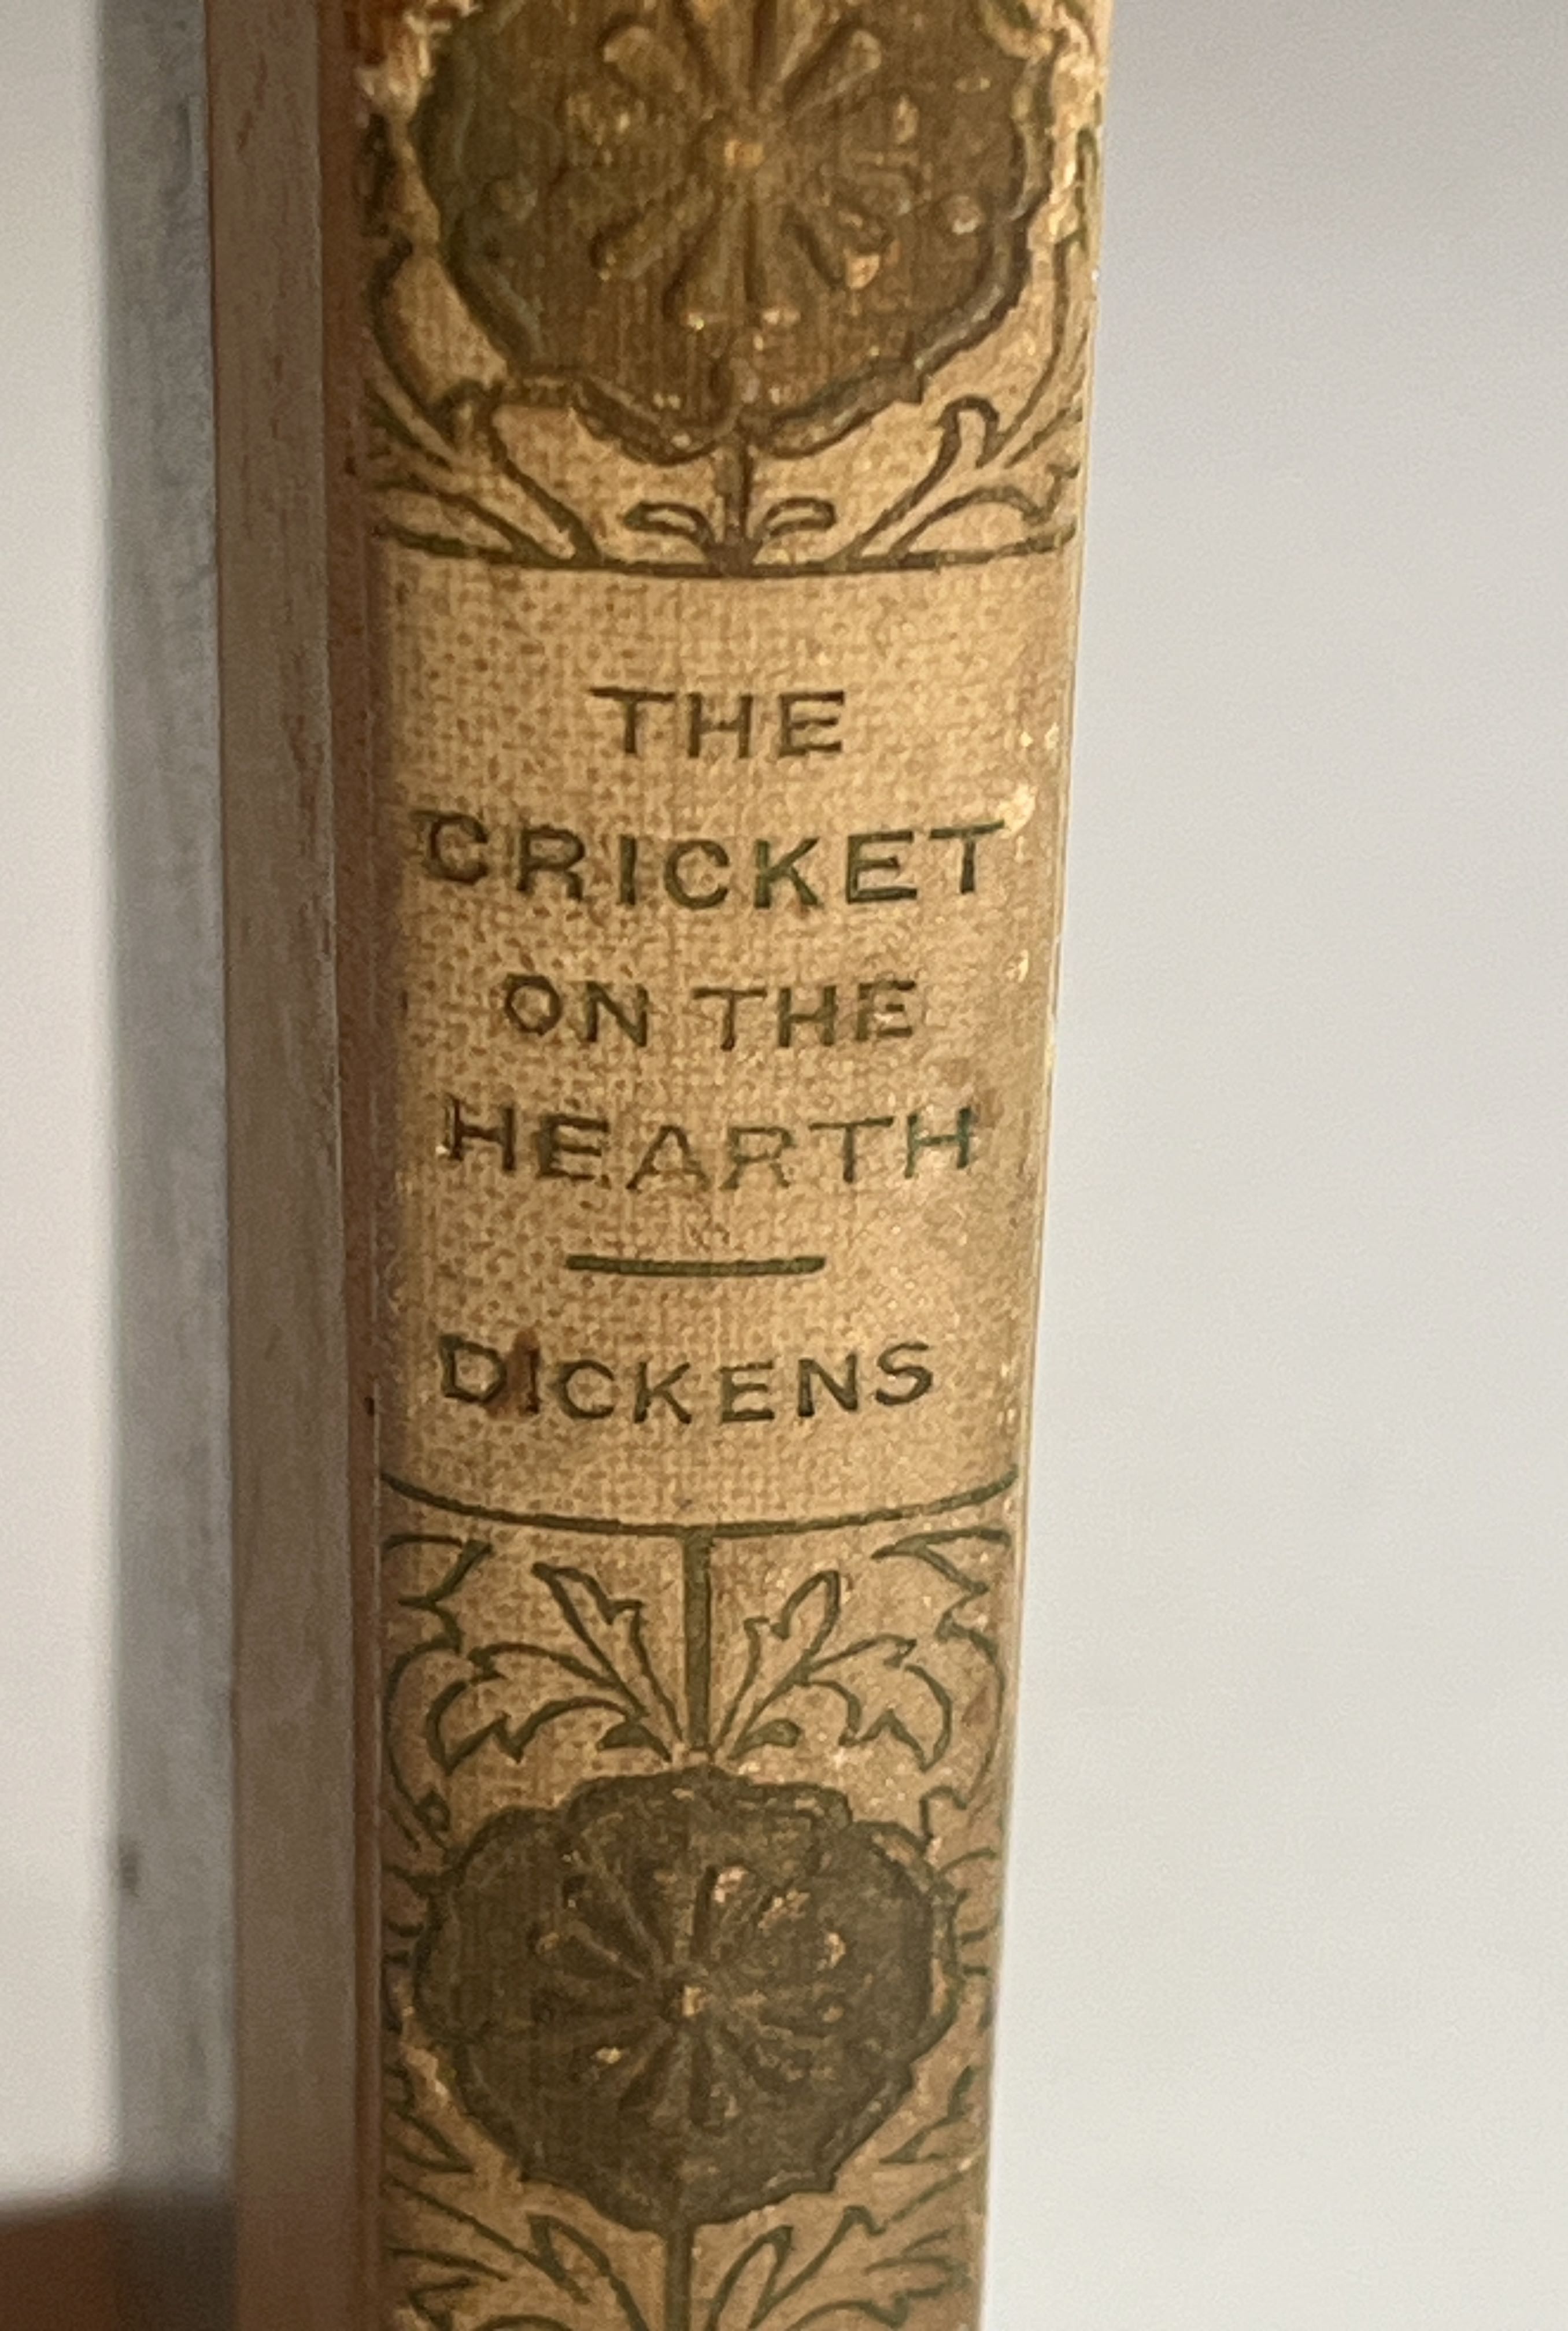 THE
CRICKET
ON THE
HEARTH
DICKENS